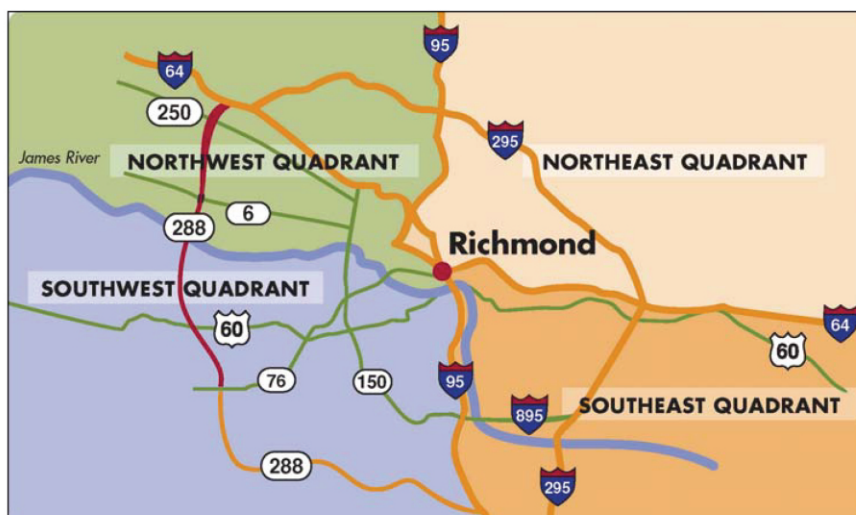 95
64
250
295
James River
NORTHWEST QUADRANT
NORTHEAST QUADRANT
6
288
Richmond
SOUTHWEST QUADRANT
60
64
60
76
150
95
895
SOUTHEAST QUADRANT
288
295